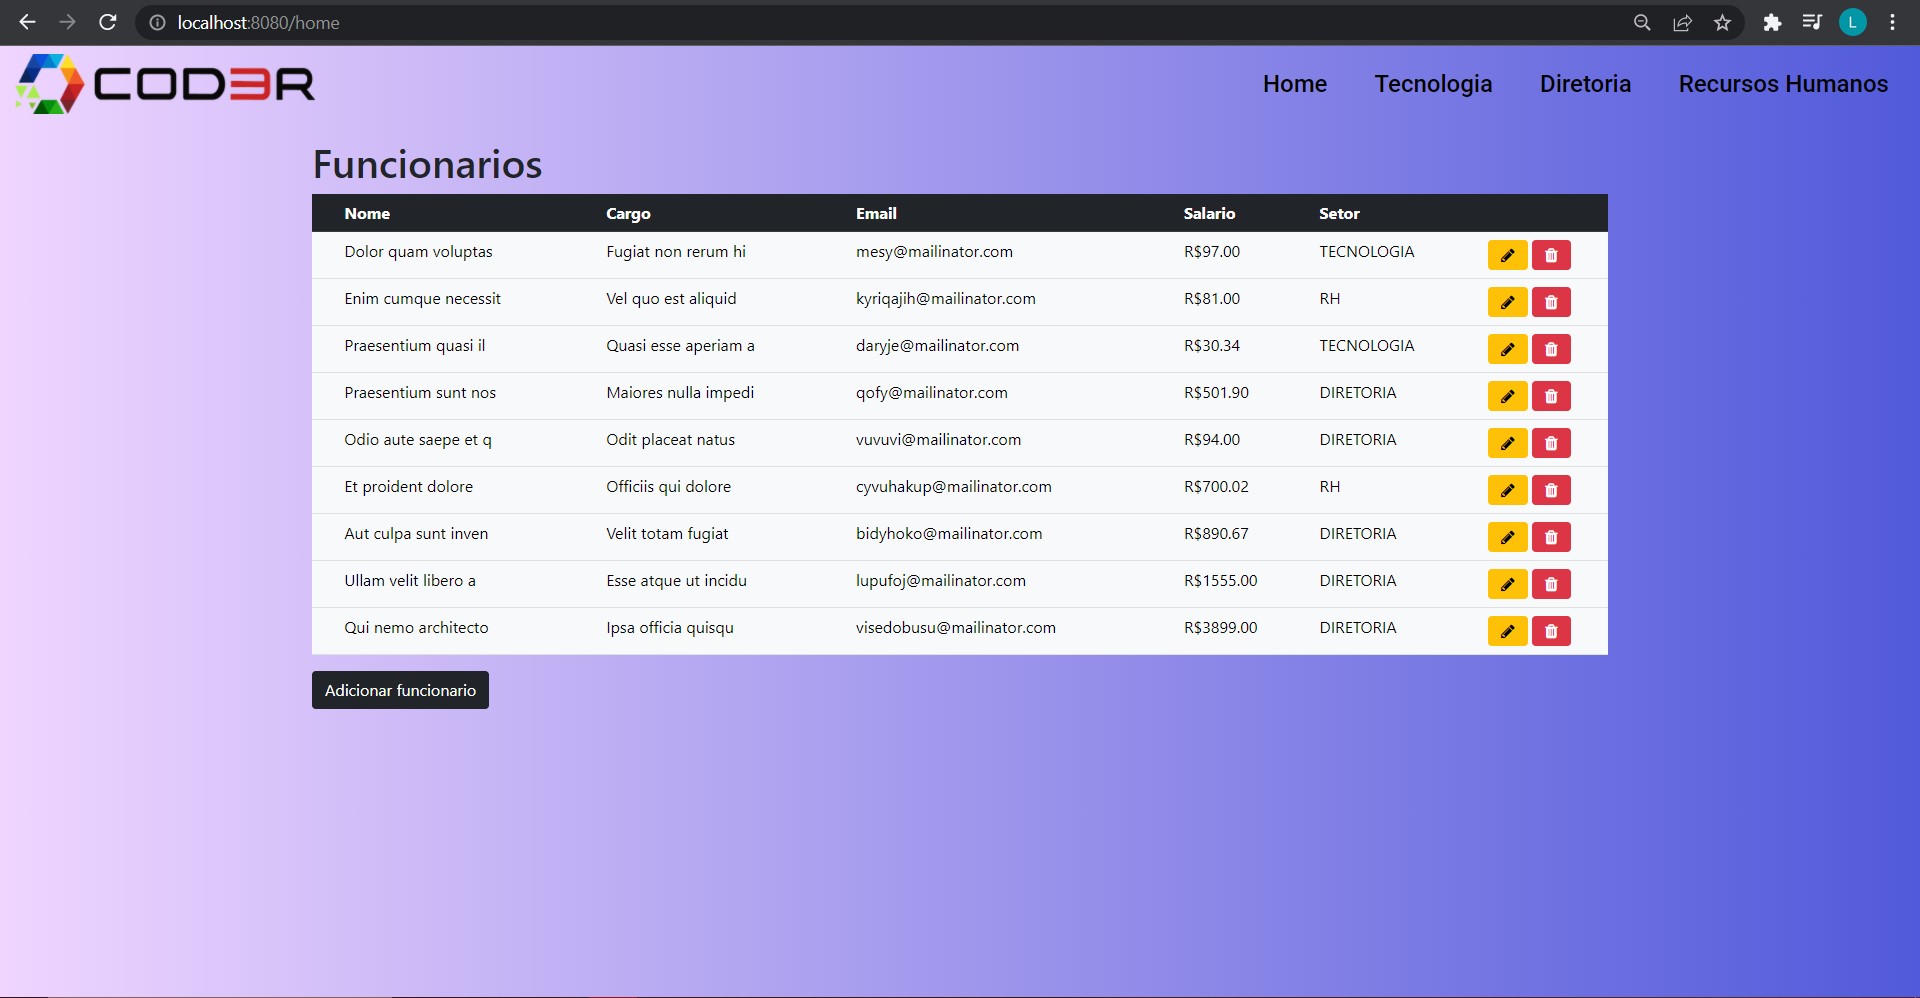 localhost:8080/home L
COD3R Home Tecnologia Diretoria Recursos Humanos
Funcionarios
Nome Cargo Email Salario Setor
Dolor quam voluptas Fugiat non rerum hi mesy@mailinator.com R$97.00 TECNOLOGIA
Enim cumque necessit Vel quo est aliquid kyriqajih@mailinator.com R$81.00 RH
Praesentium quasi il Quasi esse aperiam a daryje@mailinator.com R$30.34 TECNOLOGIA
Praesentium sunt nos Maiores nulla impedi qofy@mailinator.com R$501.90 DIRETORIA
Odio aute saepe et q Odit placeat natus vuvuvi@mailinator.com R$94.00 DIRETORIA
Et proident dolore Officiis qui dolore cyvuhakup@mailinator.com R$700.02 RH
Aut culpa sunt inven Velit totam fugiat bidyhoko@mailinator.com R$890.67 DIRETORIA
Ullam velit libero a Esse atque ut incidu lupufoj@mailinator.com R$1555.00 DIRETORIA
Qui nemo architecto Ipsa officia quisqu visedobusu@mailinator.com R$3899.00 DIRETORIA
Adicionar funcionario